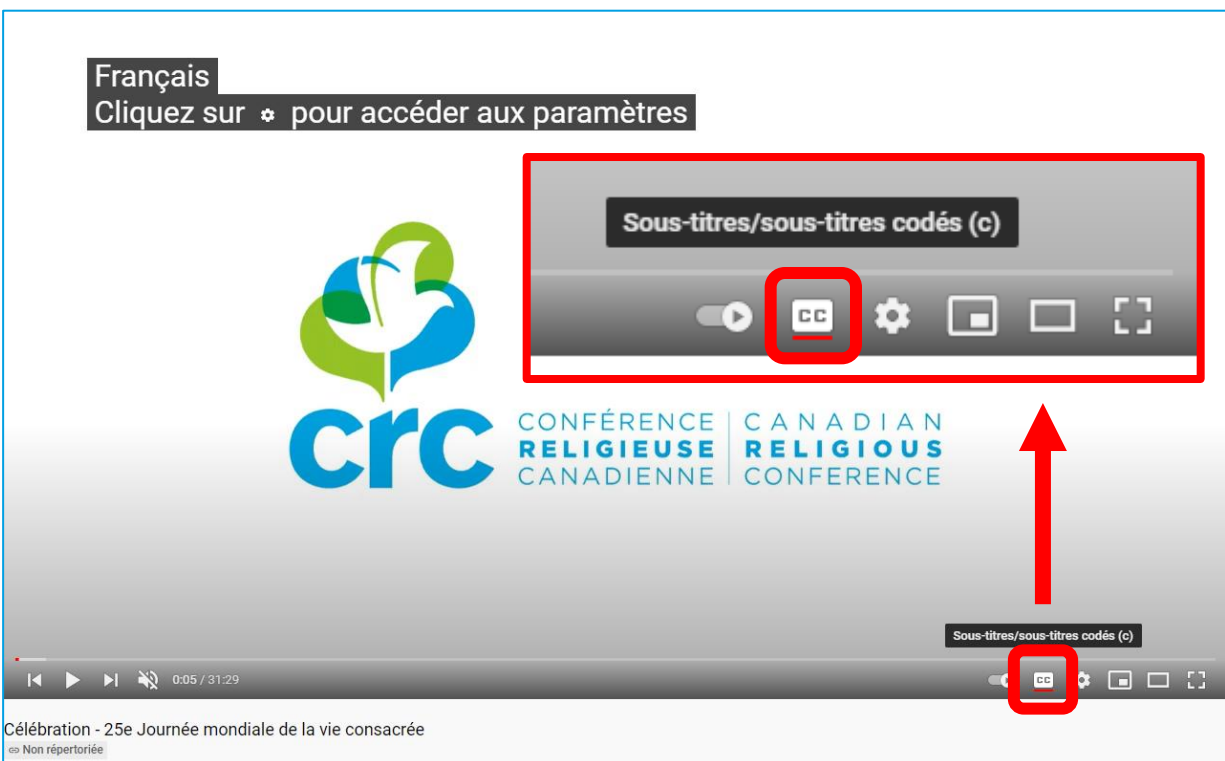 Français
Cliquez sur pour accéder aux paramètres
Sous-titres/sous-titres codés (c)
CC
crc
CONFÉRENCE
RELIGIEUSE
CANADIENNE
CANADIAN
RELIGIOUS
CONFERENCE
Sous-titres/sous-titres codés (c)
0:05 / 31:29
CC
Célébration - 25e Journée mondiale de la vie consacrée
Non répertoriée